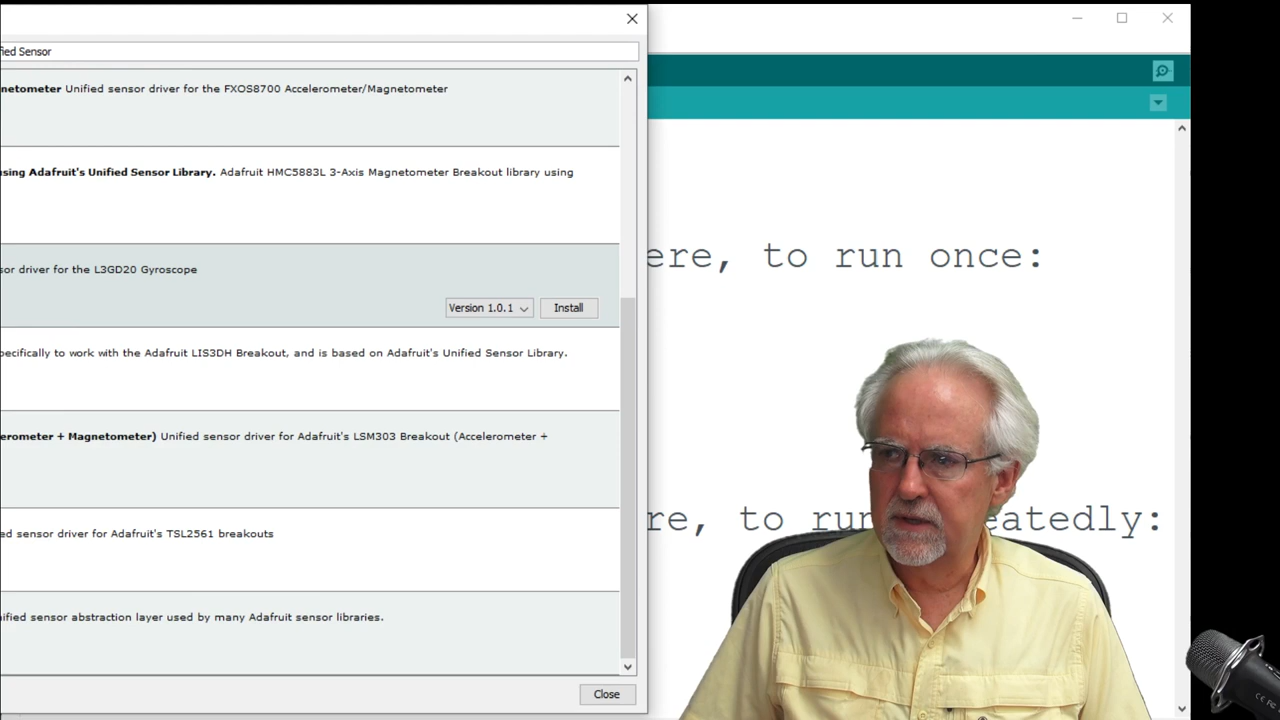 fied Sensor
netometer Unified sensor driver for the FXOS8700 Accelerometer/Magnetometer
sing Adafruit's Unified Sensor Library. Adafruit HMC5883L 3-Axis Magnetometer Breakout library using
sor driver for the L3GD20 Gyroscope
Version 1.0.1
Install
pecifically to work with the Adafruit LIS3DH Breakout, and is based on Adafruit's Unified Sensor Library.
erometer + Magnetometer) Unified sensor driver for Adafruit's LSM303 Breakout (Accelerometer +
ed sensor driver for Adafruit's TSL2561 breakouts
nified sensor abstraction layer used by many Adafruit sensor libraries.
Close
ere, to run once:
re, to run eatedly: